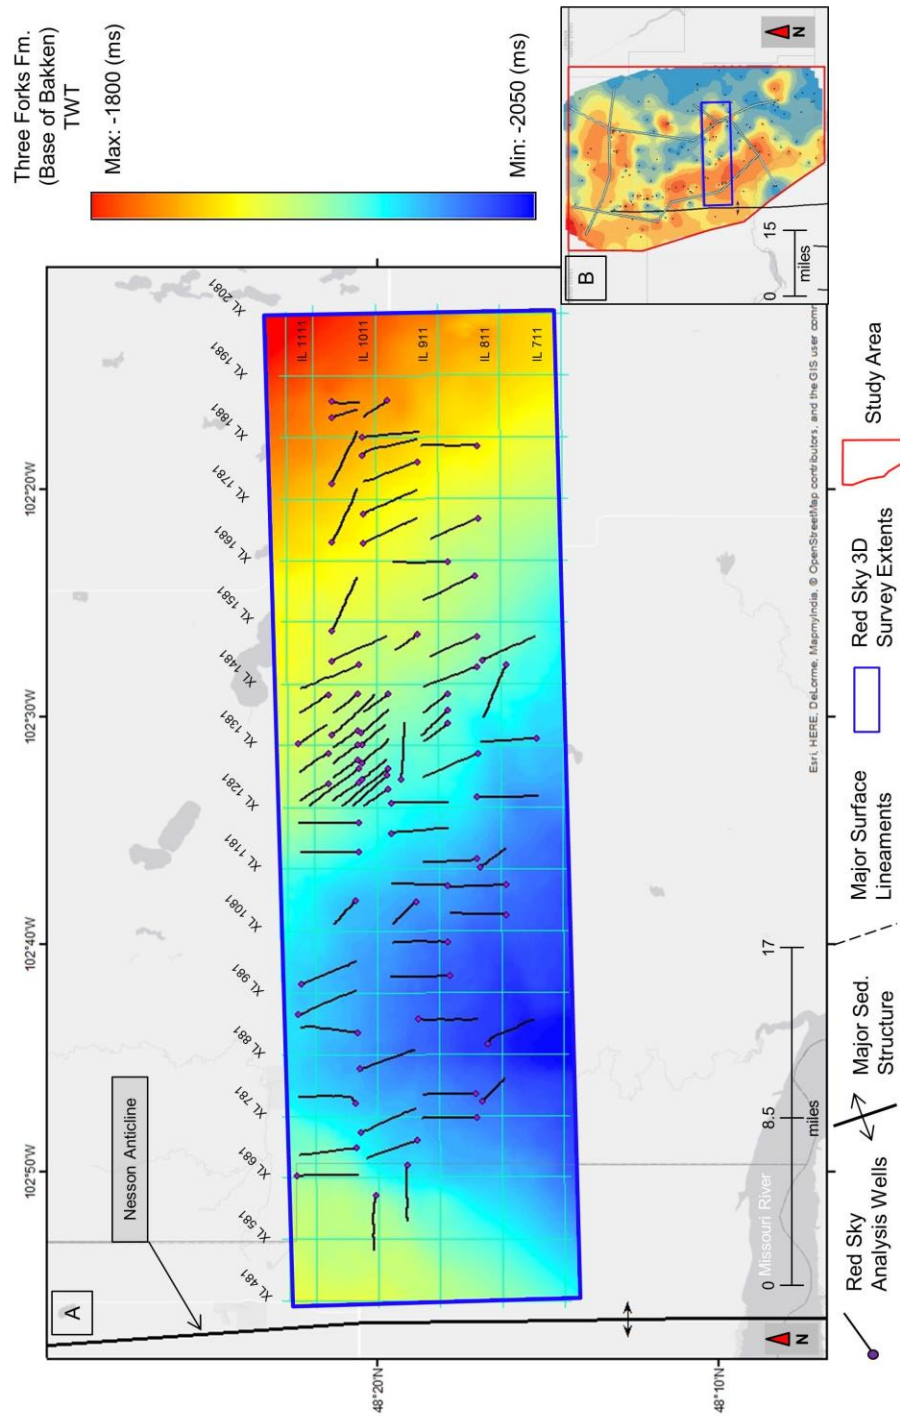 A
Nesson Anticline
102°50'W
102°40'W
102°30'W
102°20'W
48°20'N
48°10'N
XL 481
XL 581
XL 681
XL 781
XL 881
XL 981
XL 1081
XL 1181
XL 1281
XL 1381
XL 1481
XL 1581
XL 1681
XL 1781
XL 1881
XL 1981
XL 2081
IL 1111
IL 1011
IL 911
IL 811
IL 711
N
0
8.5
17
miles
Missouri River
Esri, HERE, DeLorme, MapmyIndia, © OpenStreetMap contributors, and the GIS user comm
Three Forks Fm.
(Base of Bakken)
TWT
Max: -1800 (ms)
Min: -2050 (ms)
B
0
15
miles
N
Red Sky
Analysis Wells
Major Sed.
Structure
Major Surface
Lineaments
Red Sky 3D
Survey Extents
Study Area